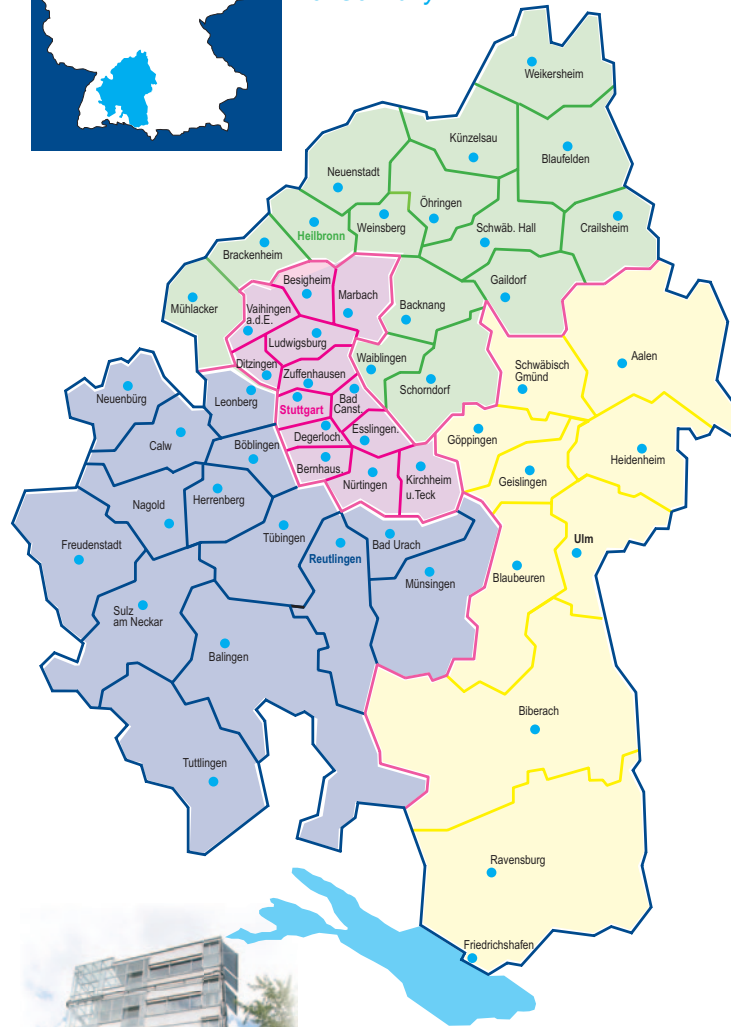 Weikersheim
Künzelsau
Blaufelden
Neuenstadt
Öhringen
Weinsberg
Schwäb. Hall
Crailsheim
Heilbronn
Brackenheim
Gaildorf
Besigheim
Marbach
Mühlacker
Vaihingen
a.d.E.
Backnang
Ludwigsburg
Aalen
Waiblingen
Ditzingen
Schwäbisch
Gmünd
Zuffenhausen
Schorndorf
Neuenbürg
Leonberg
Bad
Canst.
Stuttgart
Esslingen.
Degerloch.
Göppingen
Calw
Böblingen
Heidenheim
Bernhaus.
Kirchheim
u.Teck
Nürtingen
Geislingen
Herrenberg
Nagold
Tübingen
Bad Urach
Ulm
Freudenstadt
Reutlingen
Münsingen
Blaubeuren
Sulz
am Neckar
Balingen
Biberach
Tuttlingen
Ravensburg
Friedrichshafen